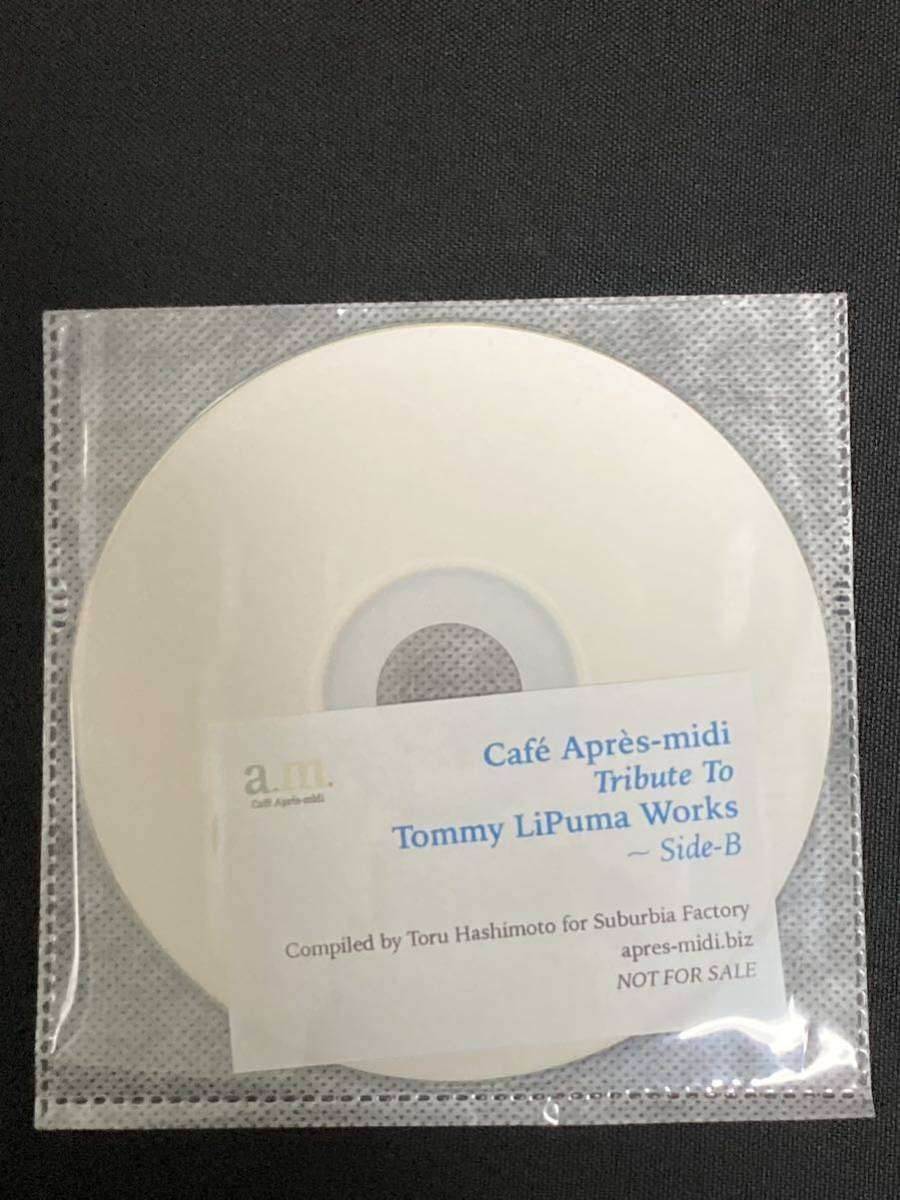 a.m.
Café Après-midi
Café Après-midi
Tribute To
Tommy LiPuma Works
~ Side-B
Compiled by Toru Hashimoto for Suburbia Factory
apres-midi.biz
NOT FOR SALE